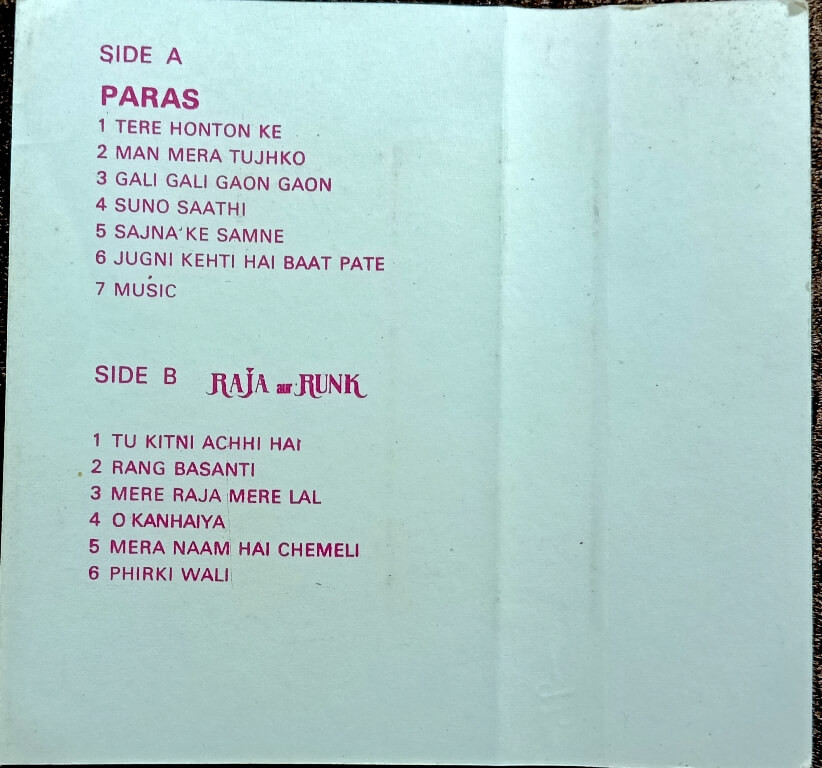 SIDE A
PARAS
1 TERE HONTON KE
2 MAN MERA TUJHKO
3 GALI GALI GAON GAON
4 SUNO SAATHI
5 SAJNA KE SAMNE
6 JUGNI KEHTI HAI BAAT PATE
7 MUSIC
SIDE B RAJA aur RUNK
1 TU KITNI ACHHI HAI
2 RANG BASANTI
3 MERE RAJA MERE LAL
4 O KANHAIYA
5 MERA NAAM HAI CHEMELI
6 PHIRKI WALI